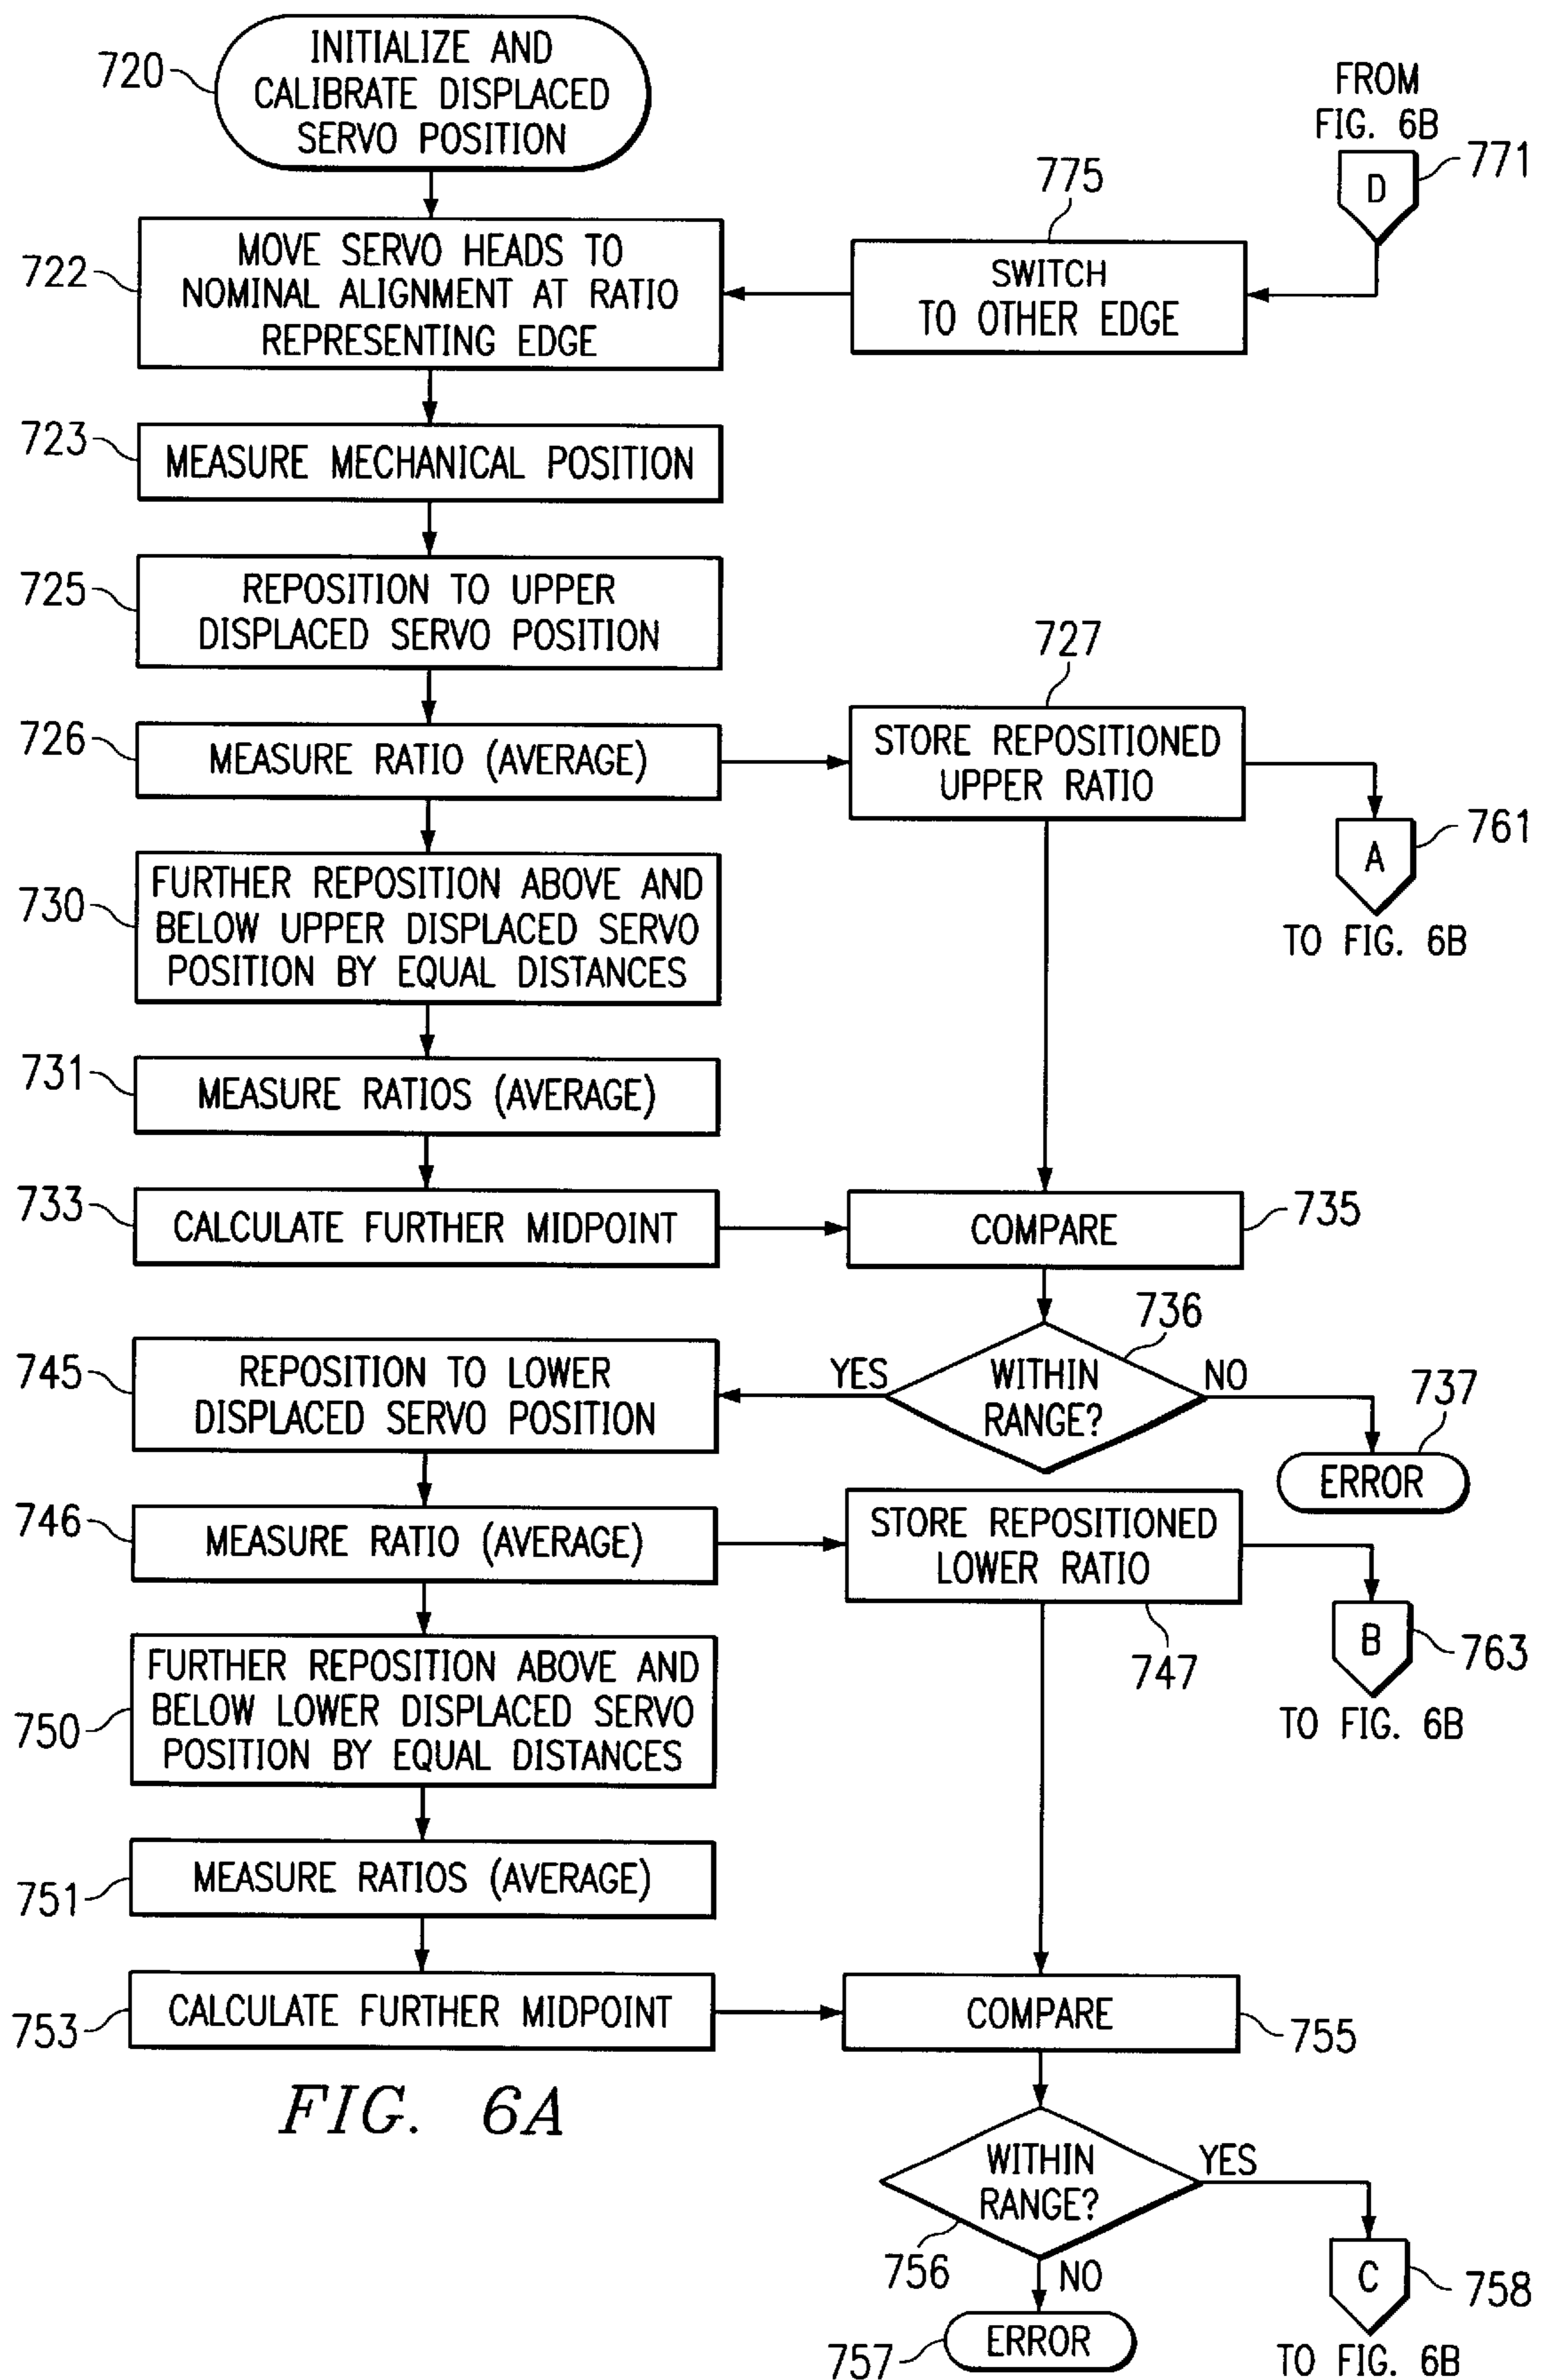 720
INITIALIZE AND
CALIBRATE DISPLACED
SERVO POSITION
FROM
FIG. 6B
D
771
775
SWITCH
TO OTHER EDGE
722
MOVE SERVO HEADS TO
NOMINAL ALIGNMENT AT RATIO
REPRESENTING EDGE
723
MEASURE MECHANICAL POSITION
725
REPOSITION TO UPPER
DISPLACED SERVO POSITION
726
MEASURE RATIO (AVERAGE)
727
STORE REPOSITIONED
UPPER RATIO
A
761
TO FIG. 6B
730
FURTHER REPOSITION ABOVE AND
BELOW UPPER DISPLACED SERVO
POSITION BY EQUAL DISTANCES
731
MEASURE RATIOS (AVERAGE)
733
CALCULATE FURTHER MIDPOINT
COMPARE
735
736
WITHIN
RANGE?
YES
NO
737
ERROR
745
REPOSITION TO LOWER
DISPLACED SERVO POSITION
746
MEASURE RATIO (AVERAGE)
STORE REPOSITIONED
LOWER RATIO
747
B
763
TO FIG. 6B
750
FURTHER REPOSITION ABOVE AND
BELOW LOWER DISPLACED SERVO
POSITION BY EQUAL DISTANCES
751
MEASURE RATIOS (AVERAGE)
753
CALCULATE FURTHER MIDPOINT
COMPARE
755
WITHIN
RANGE?
YES
756
NO
757
ERROR
C
758
TO FIG. 6B
FIG. 6A